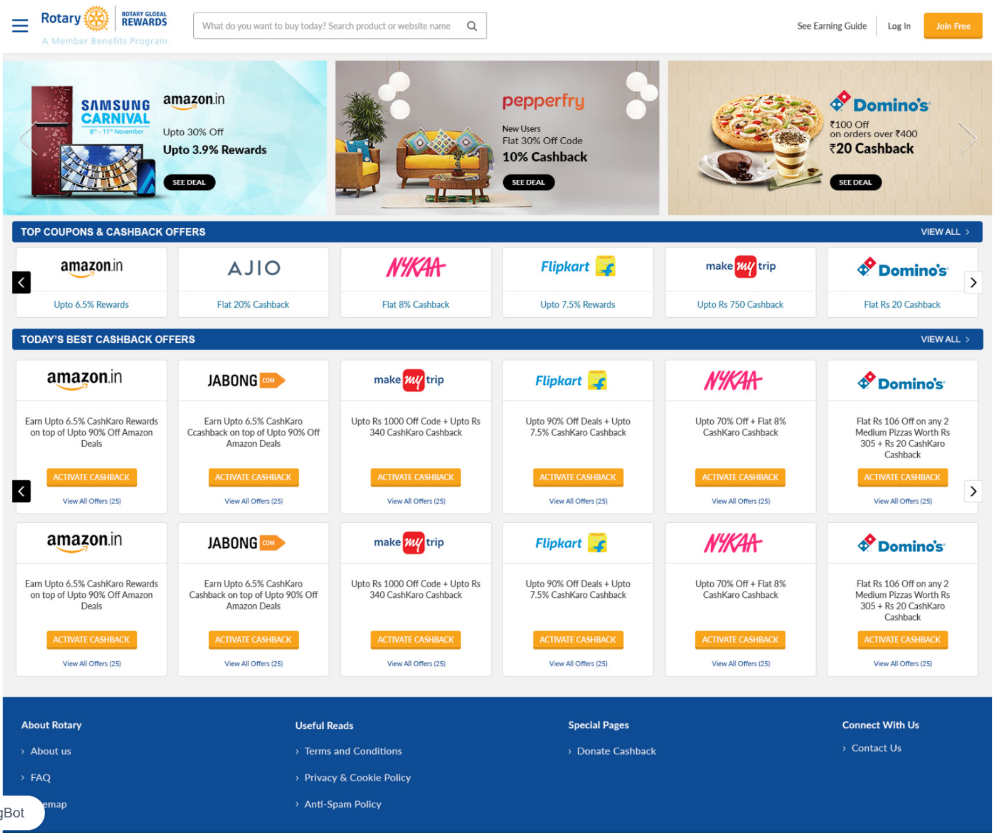 Rotary
ROTARY GLOBAL
REWARDS
A Member Benefits Program
What do you want to buy today? Search product or website name
See Earning Guide
Log In
Join Free
SAMSUNG
CARNIVAL
8th - 11th November
amazon.in
Upto 30% Off
Upto 3.9% Rewards
SEE DEAL
pepperfry
New Users
Flat 30% Off Code
10% Cashback
SEE DEAL
Domino's
₹100 Off
on orders over ₹400
₹20 Cashback
SEE DEAL
TOP COUPONS & CASHBACK OFFERS
VIEW ALL >
amazon.in
Upto 6.5% Rewards
AJIO
Flat 20% Cashback
NYKAA
Flat 8% Cashback
Flipkart
Upto 7.5% Rewards
make my trip
Upto Rs 750 Cashback
Domino's
Flat Rs 20 Cashback
TODAY'S BEST CASHBACK OFFERS
VIEW ALL >
amazon.in
Earn Upto 6.5% CashKaro Rewards
on top of Upto 90% Off Amazon
Deals
ACTIVATE CASHBACK
View All Offers (25)
JABONG COM
Earn Upto 6.5% CashKaro
Ccashback on top of Upto 90% Off
Amazon Deals
ACTIVATE CASHBACK
View All Offers (25)
make my trip
Upto Rs 1000 Off Code + Upto Rs
340 CashKaro Cashback
ACTIVATE CASHBACK
View All Offers (25)
Flipkart
Upto 90% Off Deals + Upto
7.5% CashKaro Cashback
ACTIVATE CASHBACK
View All Offers (25)
NYKAA
Upto 70% Off + Flat 8%
CashKaro Cashback
ACTIVATE CASHBACK
View All Offers (25)
Domino's
Flat Rs 106 Off on any 2
Medium Pizzas Worth Rs
305 + Rs 20 CashKaro
Cashback
ACTIVATE CASHBACK
View All Offers (25)
amazon.in
Earn Upto 6.5% CashKaro Rewards
on top of Upto 90% Off Amazon
Deals
ACTIVATE CASHBACK
View All Offers (25)
JABONG COM
Earn Upto 6.5% CashKaro
Cashback on top of Upto 90% Off
Amazon Deals
ACTIVATE CASHBACK
View All Offers (25)
make my trip
Upto Rs 1000 Off Code + Upto Rs
340 CashKaro Cashback
ACTIVATE CASHBACK
View All Offers (25)
Flipkart
Upto 90% Off Deals + Upto
7.5% CashKaro Cashback
ACTIVATE CASHBACK
View All Offers (25)
NYKAA
Upto 70% Off + Flat 8%
CashKaro Cashback
ACTIVATE CASHBACK
View All Offers (25)
Domino's
Flat Rs 106 Off on any 2
Medium Pizzas Worth Rs
305 + Rs 20 CashKaro
Cashback
ACTIVATE CASHBACK
View All Offers (25)
About Rotary
› About us
› FAQ
emap
Useful Reads
› Terms and Conditions
› Privacy & Cookie Policy
› Anti-Spam Policy
Special Pages
› Donate Cashback
Connect With Us
› Contact Us
gBot